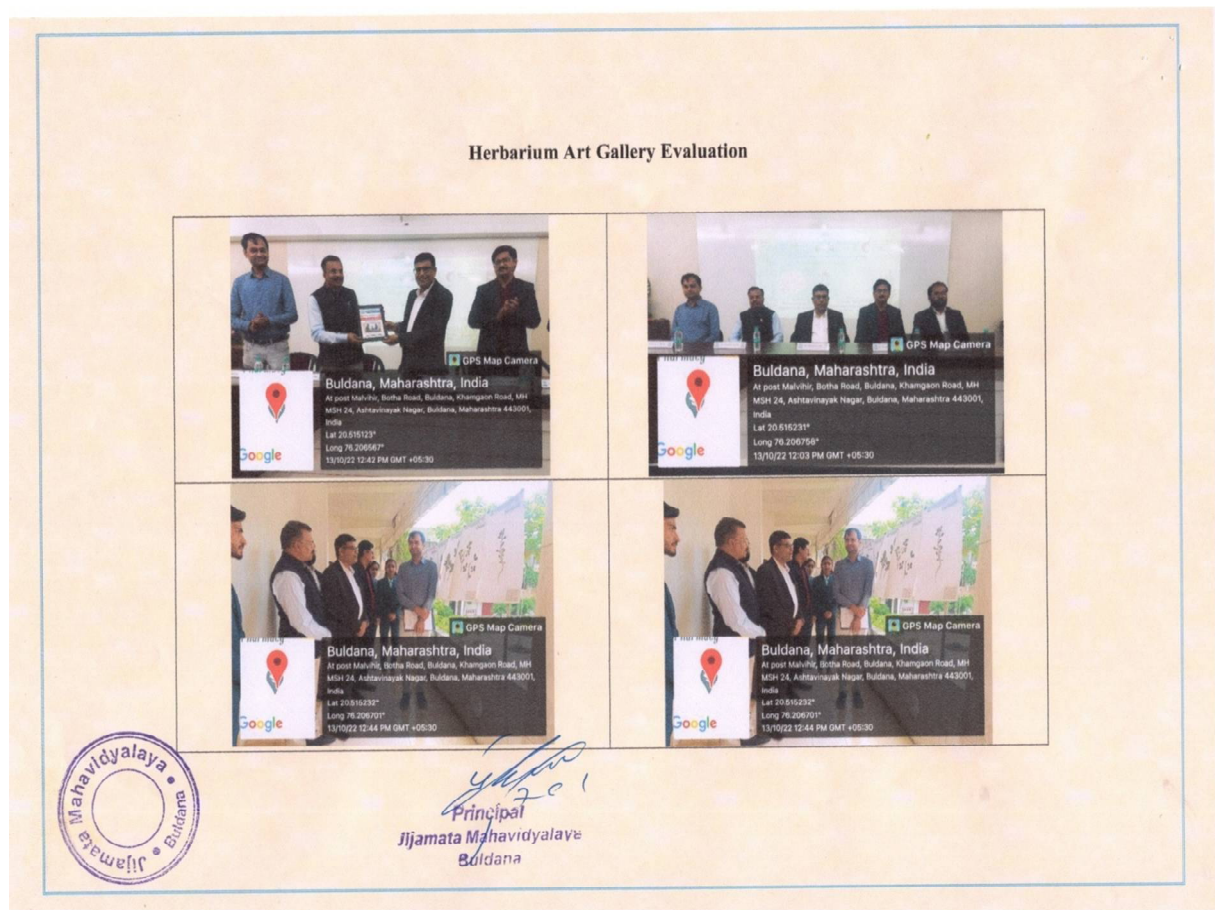 Herbarium Art Gallery Evaluation
GPS Map Camera
Buldana, Maharashtra, India
At post Malvihir, Botha Road, Buldana, Khamgaon Road, MH
MSH 24, Ashtavinayak Nagar, Buldana, Maharashtra 443001,
India
Lat 20.515123°
Long 76.206567°
13/10/22 12:42 PM GMT +05:30
Google
GPS Map Camera
Pharmacy
Buldana, Maharashtra, India
At post Malvihir, Botha Road, Buldana, Khamgaon Road, MH
MSH 24, Ashtavinayak Nagar, Buldana, Maharashtra 443001,
India
Lat 20.515231°
Long 76.206758°
13/10/22 12:03 PM GMT +05:30
Google
GPS Map Camera
Pharmacy
Buldana, Maharashtra, India
At post Malvihir, Botha Road, Buldana, Khamgaon Road, MH
MSH 24, Ashtavinayak Nagar, Buldana, Maharashtra 443001,
India
Lat 20.515232°
Long 76.206701°
13/10/22 12:44 PM GMT +05:30
Google
GPS Map Camera
Pharmacy
Buldana, Maharashtra, India
At post Malvihir, Botha Road, Buldana, Khamgaon Road, MH
MSH 24, Ashtavinayak Nagar, Buldana, Maharashtra 443001,
India
Lat 20.515232°
Long 76.206701°
13/10/22 12:44 PM GMT +05:30
Google
Jijamata Mahavidyalaya • Buldana •
Principal
Jijamata Mahavidyalaya
Buldana